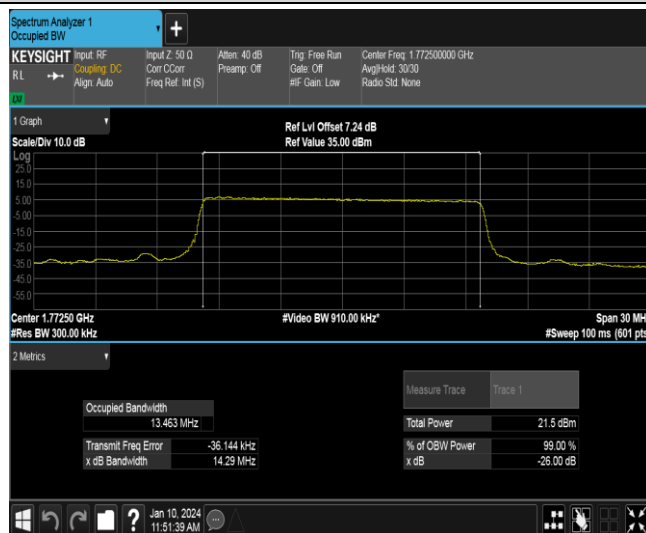 Spectrum Analyzer 1
Occupied BW
+
KEYSIGHT Input: RF Input Z: 50 Ω Atten: 40 dB Trig: Free Run Center Freq: 1.772500000 GHz
RL Coupling: DC Corr CCorr Preamp: Off Gate: Off Avg|Hold: 30/30
Align: Auto Freq Ref: Int (S) #IF Gain: Low Radio Std: None
LXI
1 Graph
Ref Lvl Offset 7.24 dB
Scale/Div 10.0 dB Ref Value 35.00 dBm
Log
25.0
15.0
5.00
-5.00
-15.0
-25.0
-35.0
-45.0
-55.0
Center 1.77250 GHz #Video BW 910.00 kHz* Span 30 MH
#Res BW 300.00 kHz #Sweep 100 ms (601 pts
2 Metrics
Measure Trace Trace 1
Occupied Bandwidth
13.463 MHz Total Power 21.5 dBm
Transmit Freq Error -36.144 kHz % of OBW Power 99.00 %
x dB Bandwidth 14.29 MHz x dB -26.00 dB
? Jan 10, 2024
11:51:39 AM